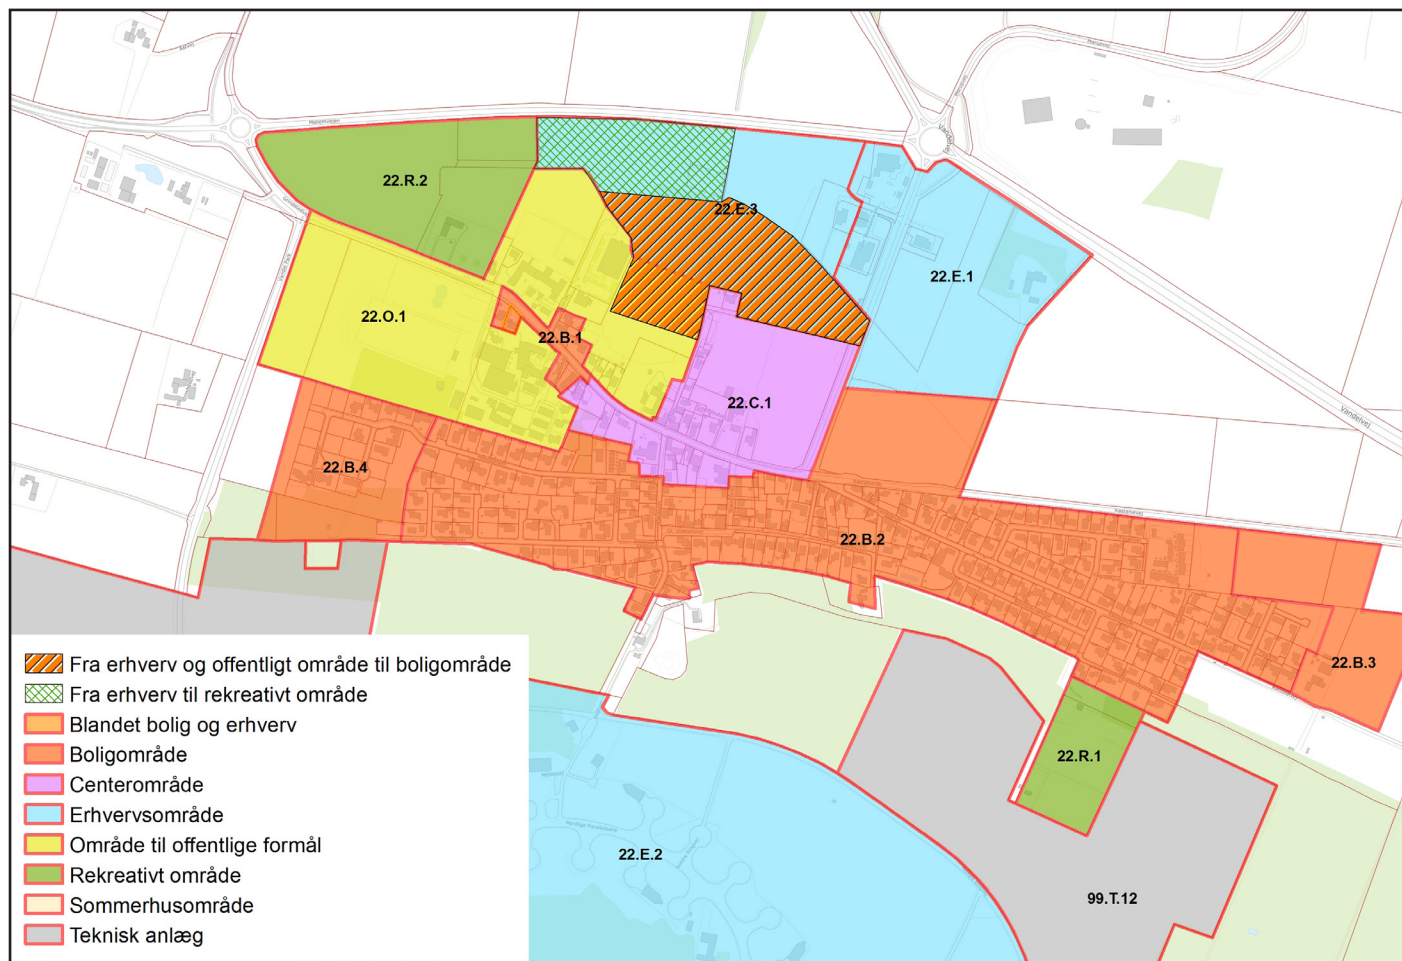 Vandelvej
22.R.2
22.E.3
22.E.1
22.O.1
22.B.1
22.C.1
Vandelvej
22.B.4
22.B.2
22.B.3
22.R.1
22.E.2
99.T.12
Fra erhverv og offentligt område til boligområde
Fra erhverv til rekreativt område
Blandet bolig og erhverv
Boligområde
Centerområde
Erhvervsområde
Område til offentlige formål
Rekreativt område
Sommerhusområde
Teknisk anlæg